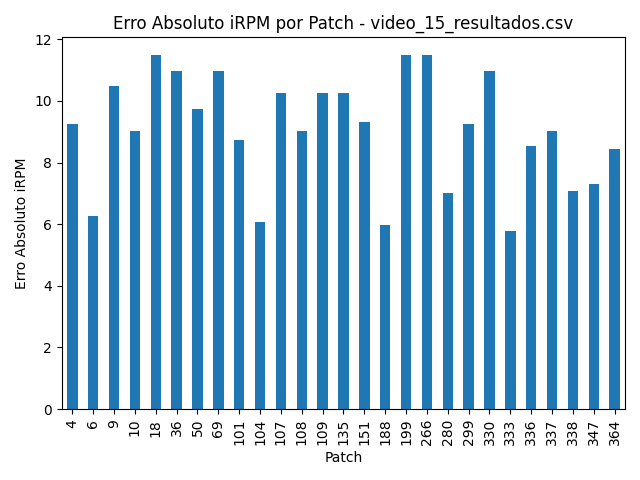 Erro Absoluto iRPM por Patch - video_15_resultados.csv
12
10
8
6
4
2
0
Erro Absoluto iRPM
4 6 9 10 18 36 50 69 101 104 107 108 109 135 151 188 199 266 280 299 330 333 336 337 338 347 364
Patch